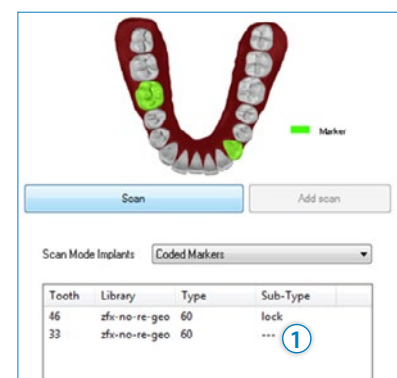 Marker
Scan Add scan
Scan Mode Implants Coded Markers
Tooth Library Type Sub-Type
46 zfx-no-re-geo 60 lock
33 zfx-no-re-geo 60 ---
1